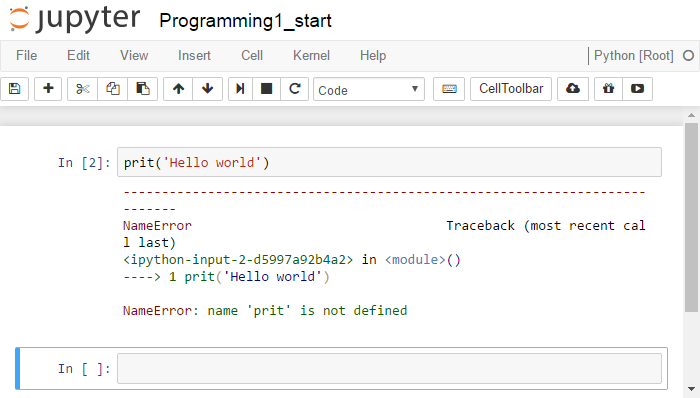 jupyter Programming1_start
File Edit View Insert Cell Kernel Help Python [Root]
Code CellToolbar
In [2]: prit('Hello world')
---------------------------------------------------------------------------
NameError                                 Traceback (most recent cal
l last)
<ipython-input-2-d5997a92b4a2> in <module>()
----> 1 prit('Hello world')
NameError: name 'prit' is not defined
In [ ]: